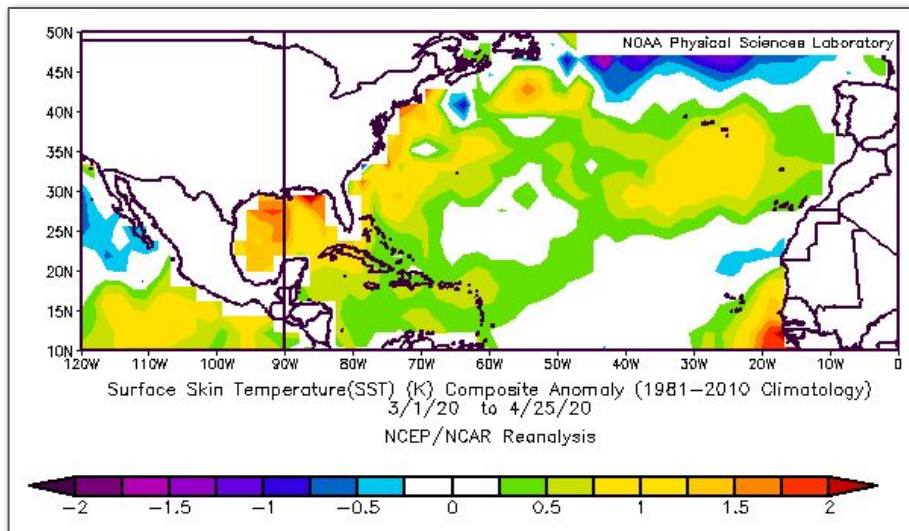 50N
NOAA Physical Sciences Laboratory
45N
40N
35N
30N
25N
20N
15N
10N
120W 110W 100W 90W 80W 70W 60W 50W 40W 30W 20W 10W 0
Surface Skin Temperature(SST) (K) Composite Anomaly (1981-2010 Climatology)
3/1/20 to 4/25/20
NCEP/NCAR Reanalysis
-2 -1.5 -1 -0.5 0 0.5 1 1.5 2